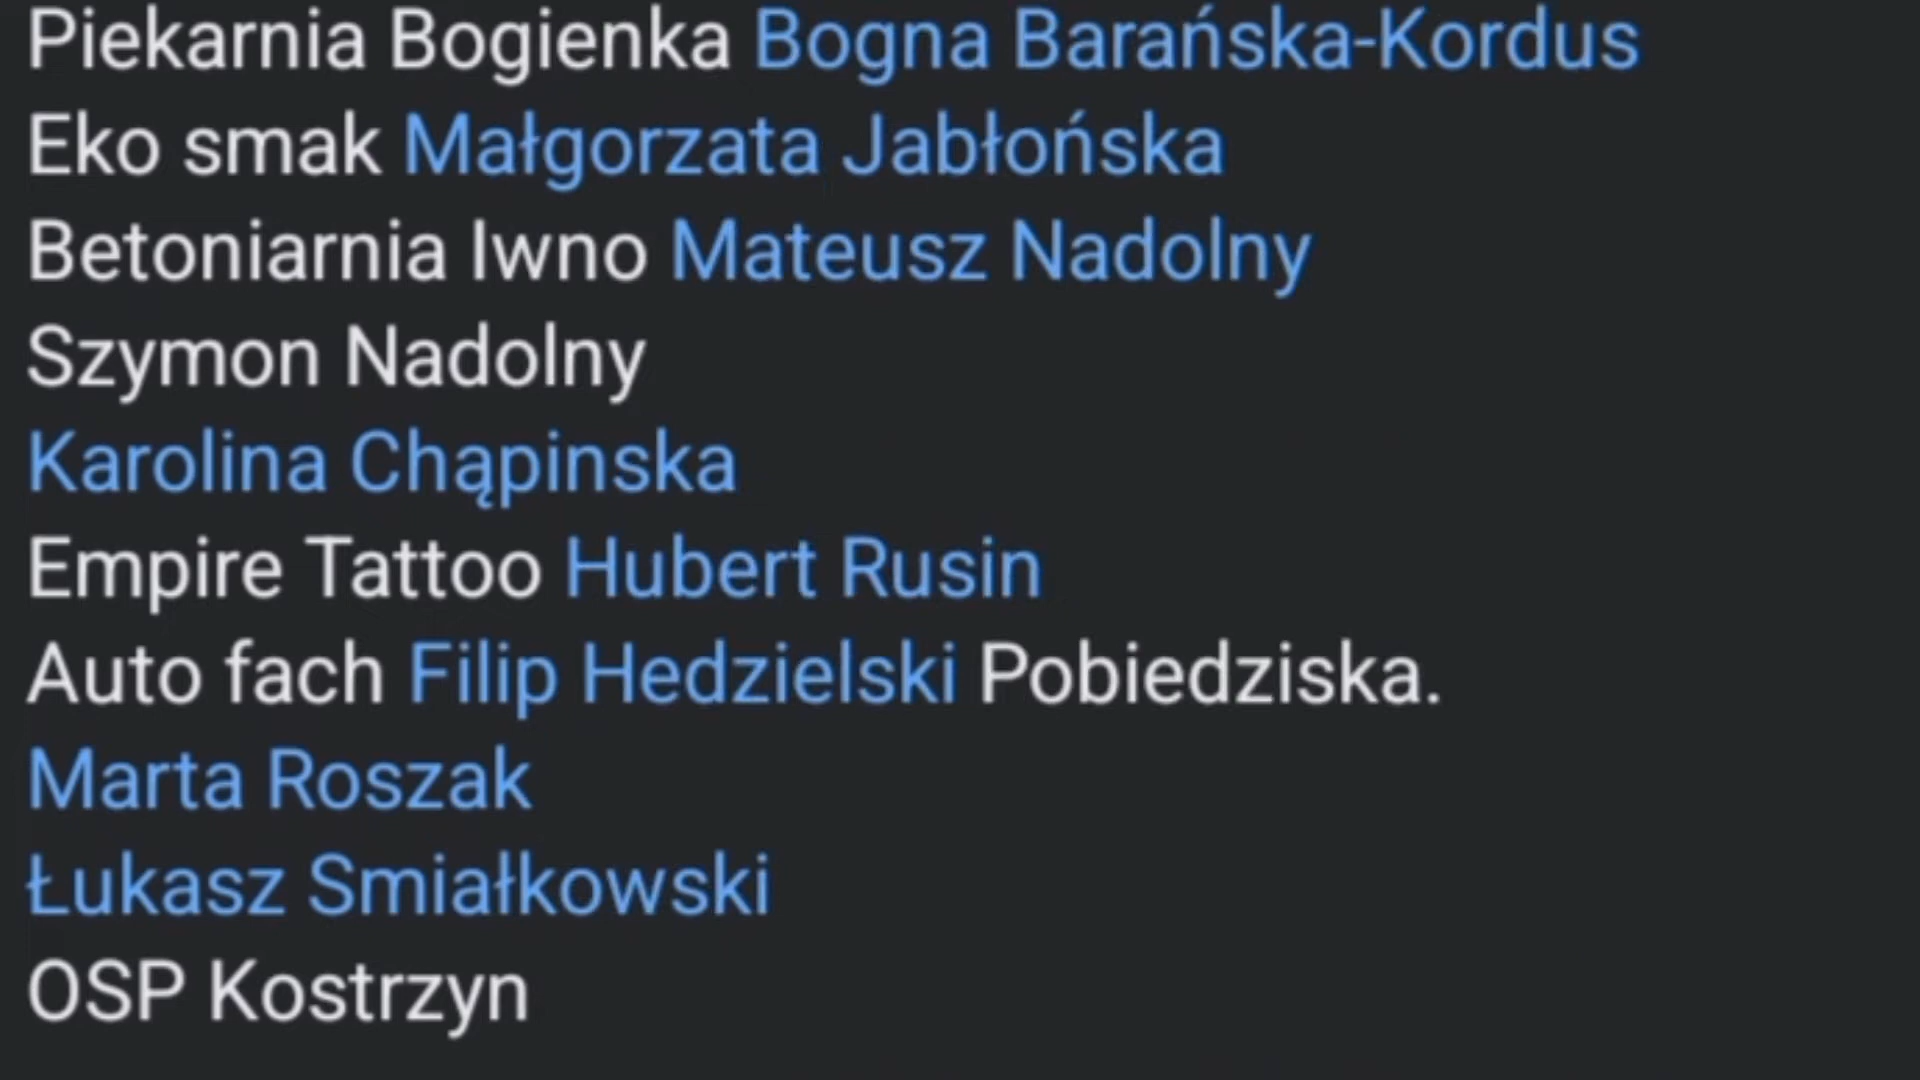 Piekarnia Bogienka Bogna Barańska-Kordus
Eko smak Małgorzata Jabłońska
Betoniarnia Iwno Mateusz Nadolny
Szymon Nadolny
Karolina Chąpinska
Empire Tattoo Hubert Rusin
Auto fach Filip Hedzielski Pobiedziska.
Marta Roszak
Łukasz Smiałkowski
OSP Kostrzyn